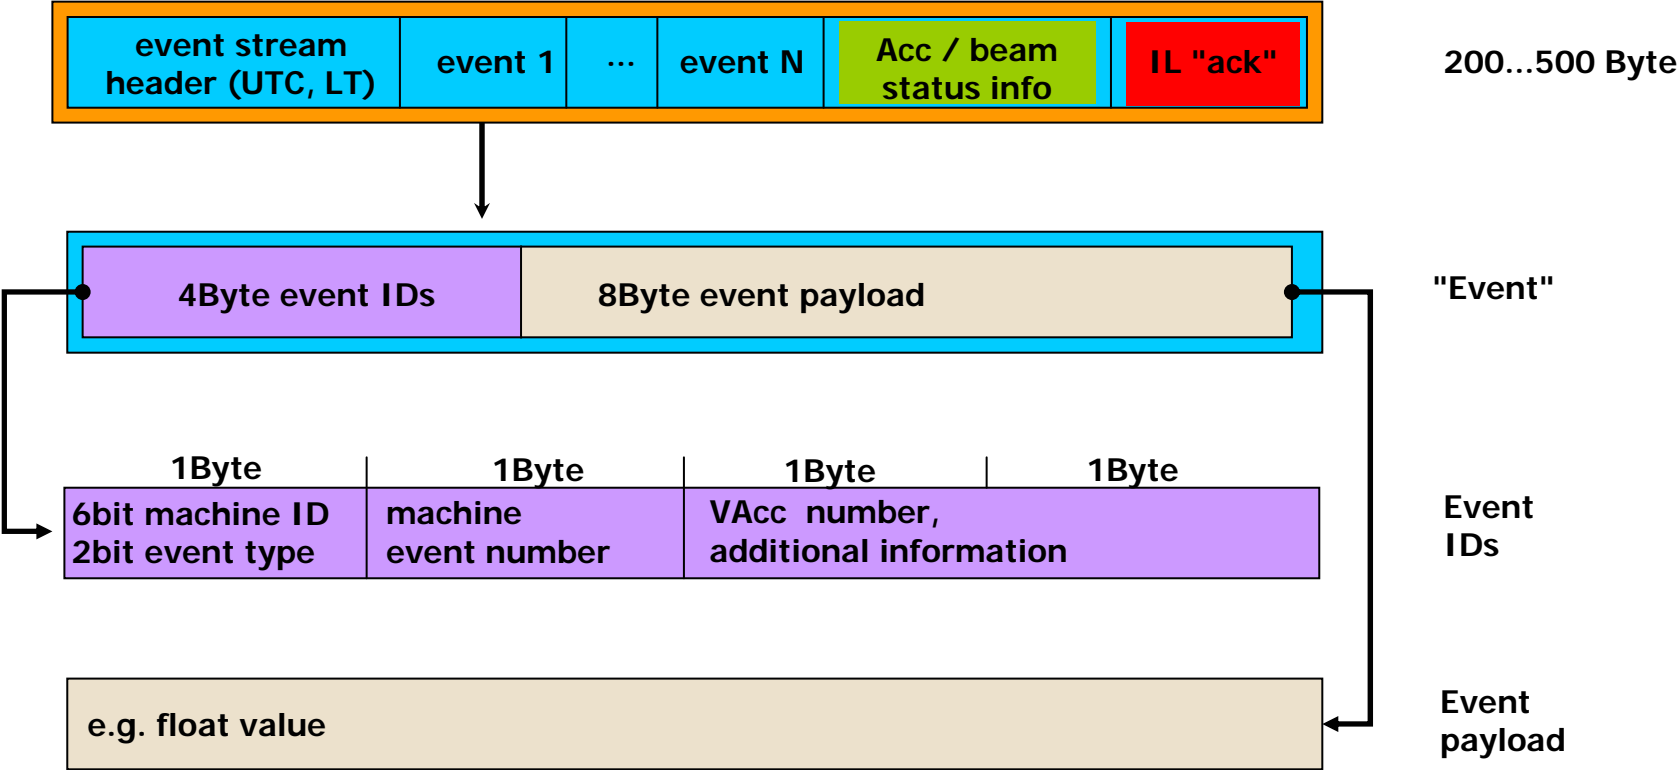 event stream
header (UTC, LT)
event 1
...
event N
Acc / beam
status info
IL "ack"
200...500 Byte
4Byte event IDs
8Byte event payload
"Event"
1Byte
1Byte
1Byte
1Byte
6bit machine ID
2bit event type
machine
event number
VAcc number,
additional information
Event
IDs
e.g. float value
Event
payload